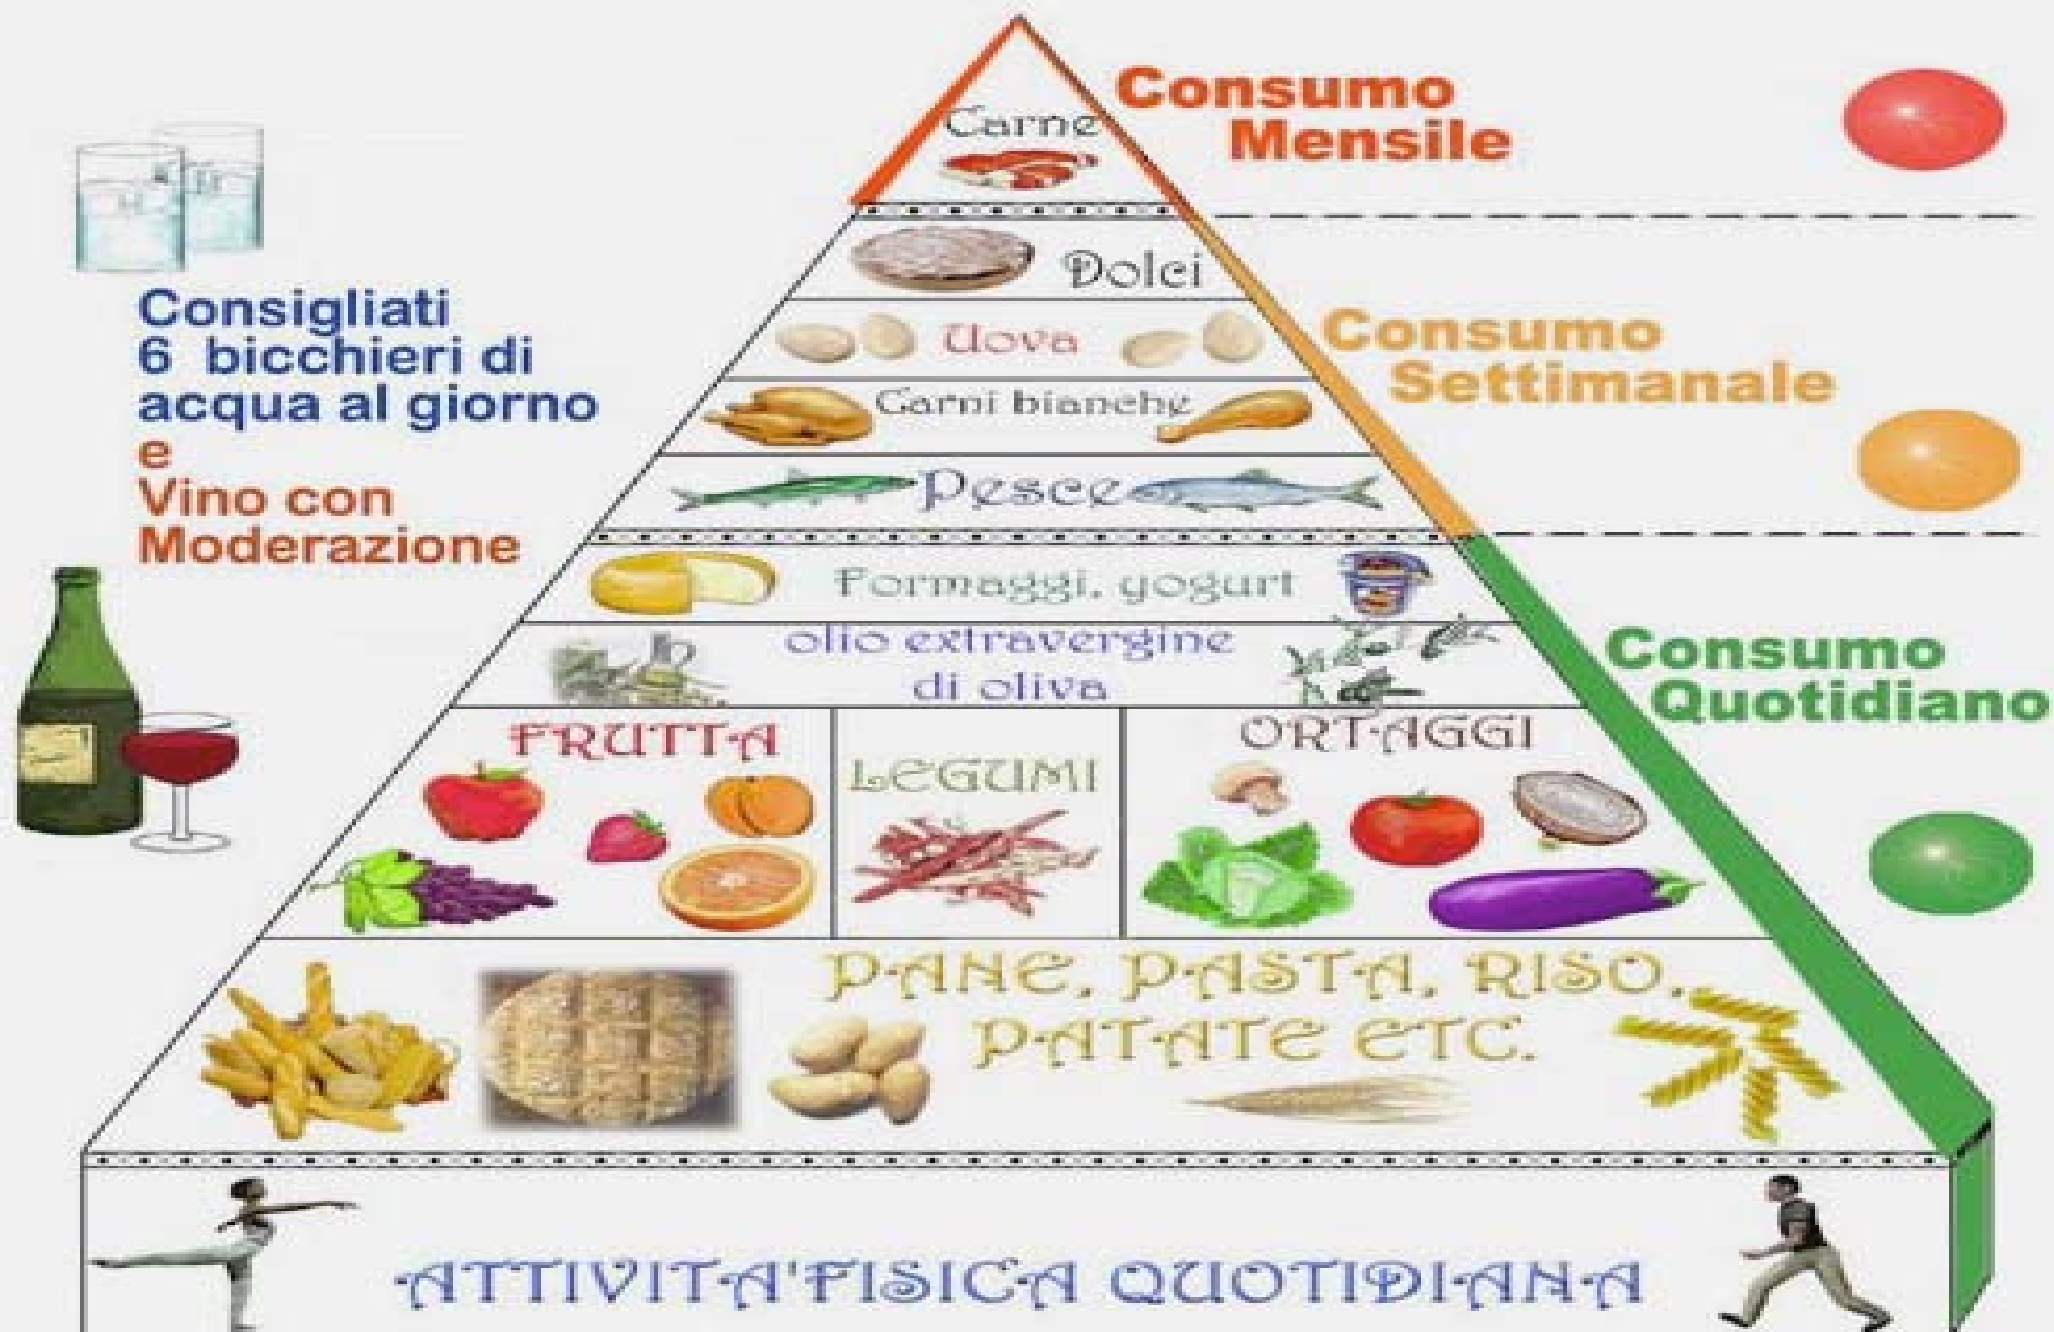 Carne
Consumo
Mensile
Dolci
Uova
Carni bianche
Pesce
Consumo
Settimanale
Consigliati
6 bicchieri di
acqua al giorno
e
Vino con
Moderazione
Formaggi, yogurt
olio extravergine
di oliva
Consumo
Quotidiano
FRUTTA
LEGUMI
ORTAGGI
PANE, PASTA, RISO,
PATATE ETC.
ATTIVITA'FISICA QUOTIDIANA